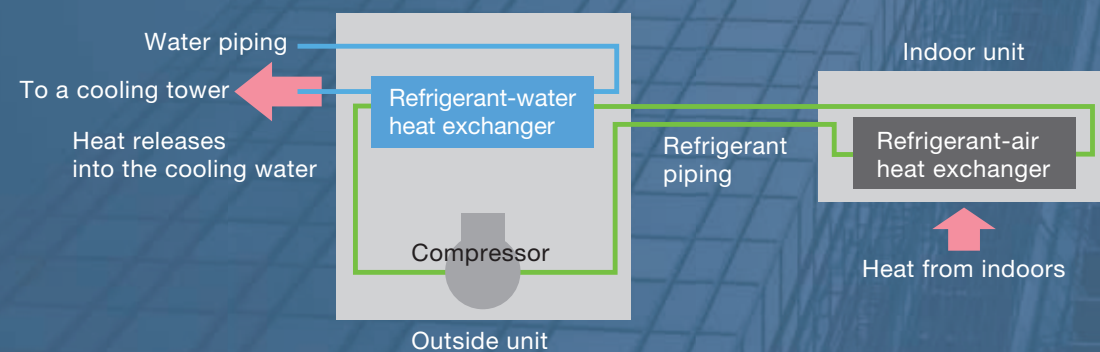 Water piping
To a cooling tower
Heat releases
into the cooling water
Refrigerant-water
heat exchanger
Compressor
Outside unit
Refrigerant
piping
Indoor unit
Refrigerant-air
heat exchanger
Heat from indoors